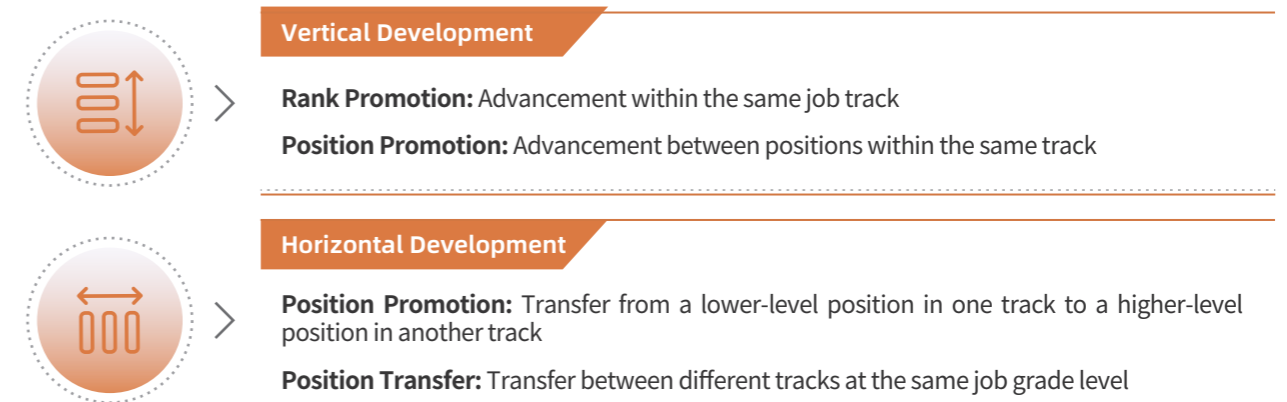 Vertical Development
Rank Promotion: Advancement within the same job track
Position Promotion: Advancement between positions within the same track
Horizontal Development
Position Promotion: Transfer from a lower-level position in one track to a higher-level
position in another track
Position Transfer: Transfer between different tracks at the same job grade level